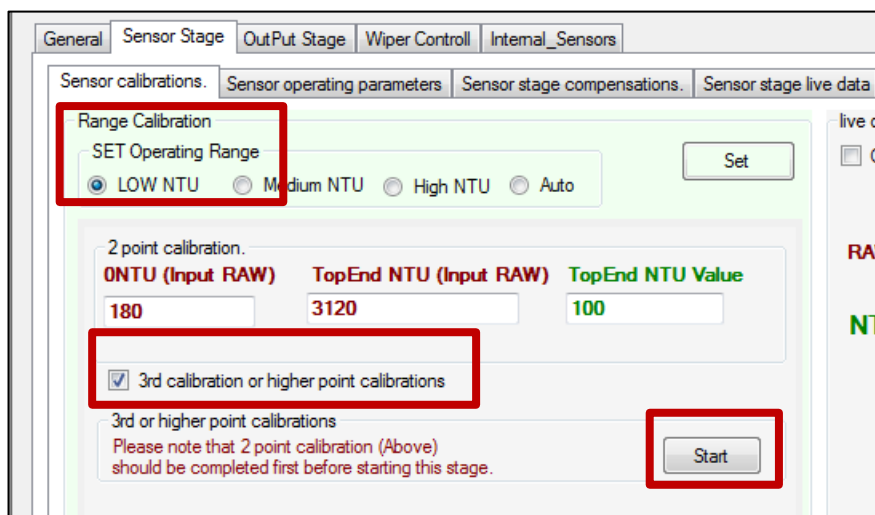 General Sensor Stage OutPut Stage Wiper Controll Internal_Sensors
Sensor calibrations. Sensor operating parameters Sensor stage compensations. Sensor stage live data
Range Calibration
live
SET Operating Range
Set
LOW NTU Medium NTU High NTU Auto
2 point calibration.
0NTU (Input RAW) TopEnd NTU (Input RAW) TopEnd NTU Value
180 3120 100
3rd calibration or higher point calibrations
3rd or higher point calibrations
Please note that 2 point calibration (Above)
should be completed first before starting this stage.
Start